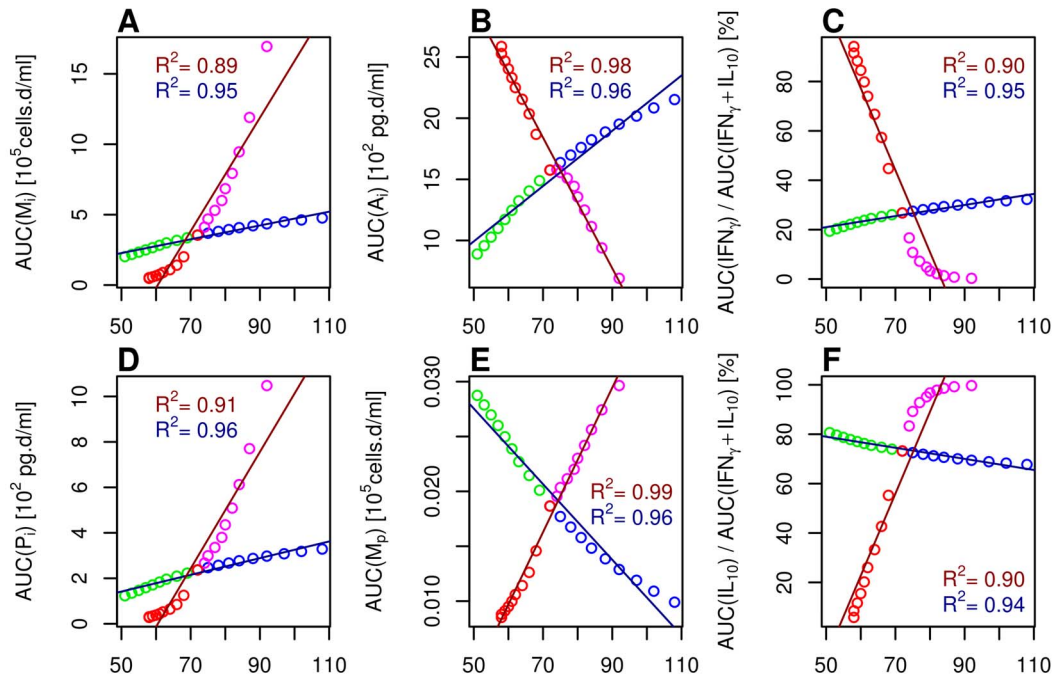 A
AUC(Mᵢ) [10⁵cells.d/ml]
15
10
5
0
R²= 0.89
R²= 0.95
50 70 90 110
B
AUC(Aᵢ) [10² pg.d/ml]
25
20
15
10
R²= 0.98
R²= 0.96
50 70 90 110
C
AUC(IFNᵧ) / AUC(IFNᵧ + IL₁₀) [%]
80
60
40
20
0
R²= 0.90
R²= 0.95
50 70 90 110
D
AUC(Pᵢ) [10² pg.d/ml]
10
8
6
4
2
0
R²= 0.91
R²= 0.96
50 70 90 110
E
AUC(Mₚ) [10⁵cells.d/ml]
0.030
0.020
0.010
R²= 0.99
R²= 0.96
50 70 90 110
F
AUC(IL₁₀) / AUC(IFNᵧ + IL₁₀) [%]
100
80
60
40
20
R²= 0.90
R²= 0.94
50 70 90 110